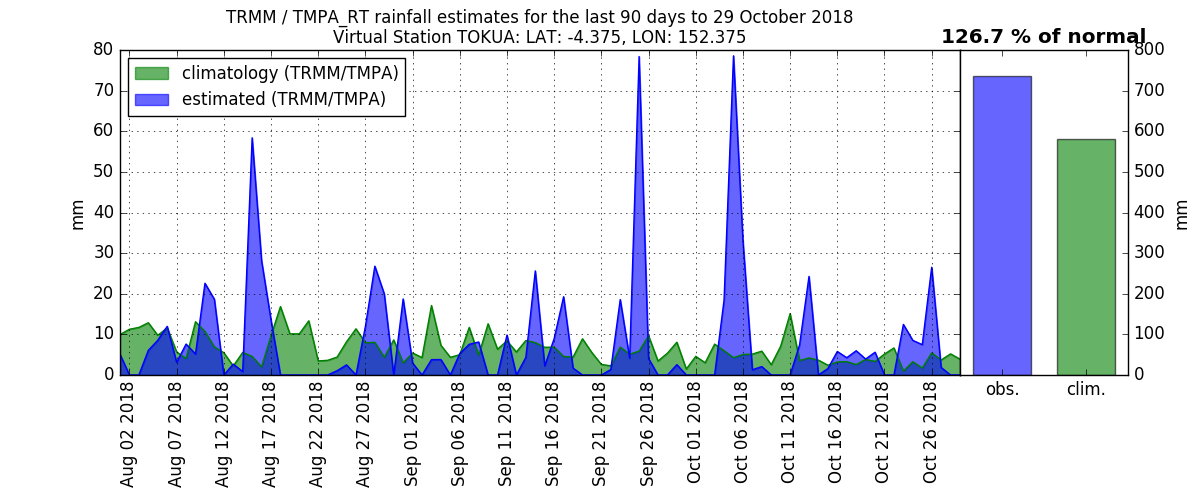 TRMM / TMPA_RT rainfall estimates for the last 90 days to 29 October 2018
Virtual Station TOKUA: LAT: -4.375, LON: 152.375
126.7 % of normal
climatology (TRMM/TMPA)
estimated (TRMM/TMPA)
80
70
60
50
40
30
20
10
0
mm
Aug 02 2018
Aug 07 2018
Aug 12 2018
Aug 17 2018
Aug 22 2018
Aug 27 2018
Sep 01 2018
Sep 06 2018
Sep 11 2018
Sep 16 2018
Sep 21 2018
Sep 26 2018
Oct 01 2018
Oct 06 2018
Oct 11 2018
Oct 16 2018
Oct 21 2018
Oct 26 2018
800
700
600
500
400
300
200
100
0
mm
obs.
clim.